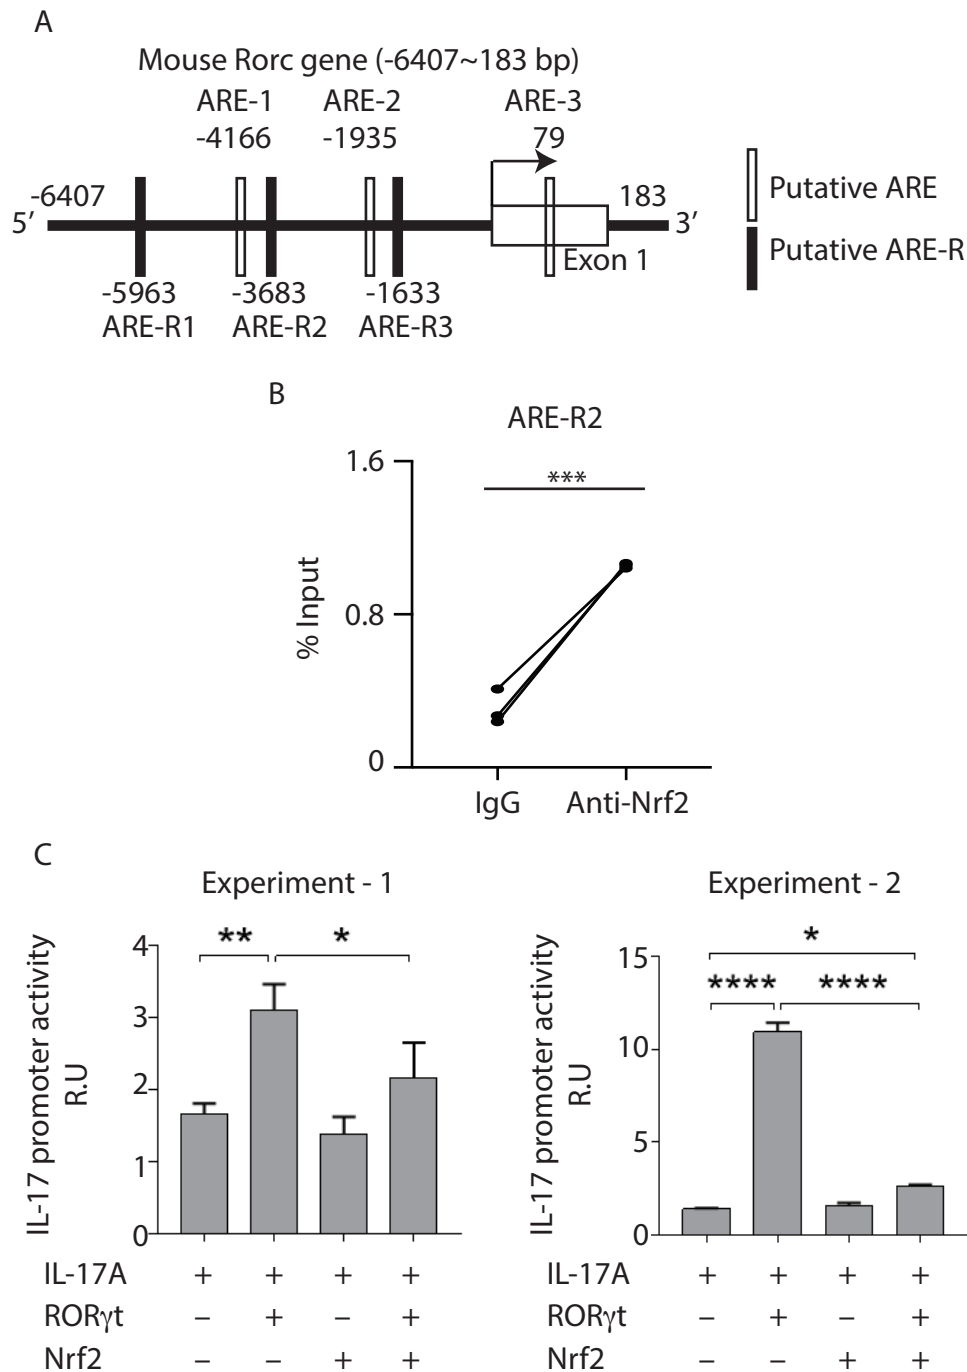 A
Mouse Rorc gene (-6407~183 bp)
ARE-1 ARE-2 ARE-3
-4166 -1935 79
-6407 183
5′ 3′
Exon 1
-5963 -3683 -1633
ARE-R1 ARE-R2 ARE-R3
Putative ARE
Putative ARE-R
B
ARE-R2
***
1.6
0.8
0
% Input
IgG Anti-Nrf2
C
Experiment - 1
IL-17 promoter activity
R.U
** *
4
3
2
1
0
IL-17A + + + +
RORγt – + – +
Nrf2 – – + +
Experiment - 2
IL-17 promoter activity
R.U
*
**** ****
15
10
5
0
IL-17A + + + +
RORγt – + – +
Nrf2 – – + +